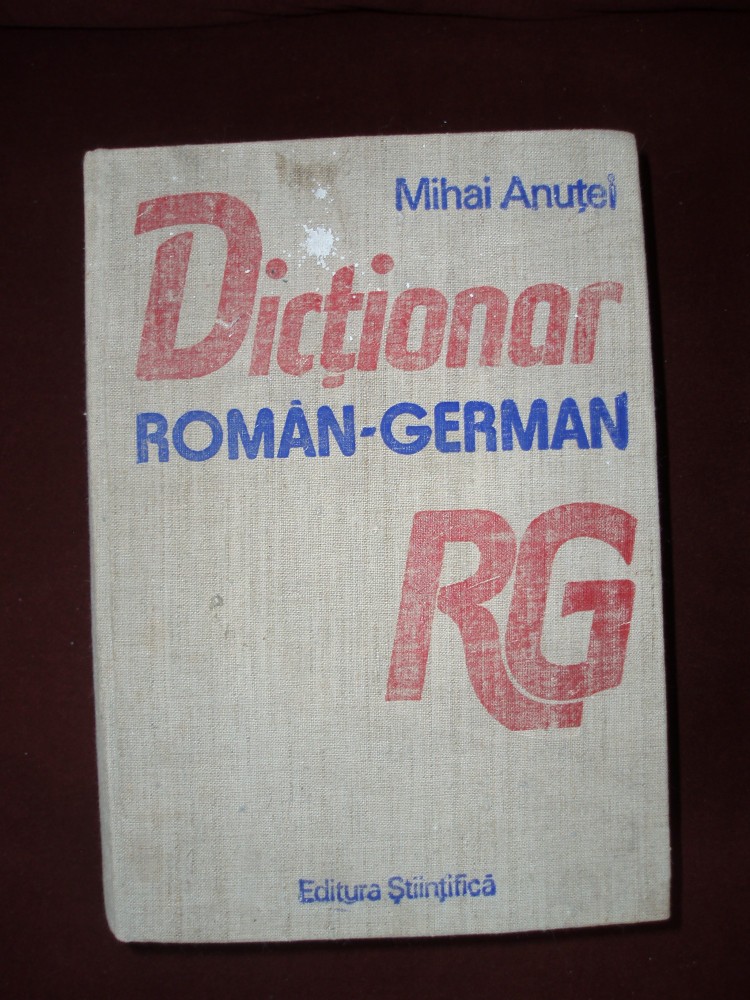 Mihai Anuței
Dicționar
ROMÂN-GERMAN
RG
Editura Științifică